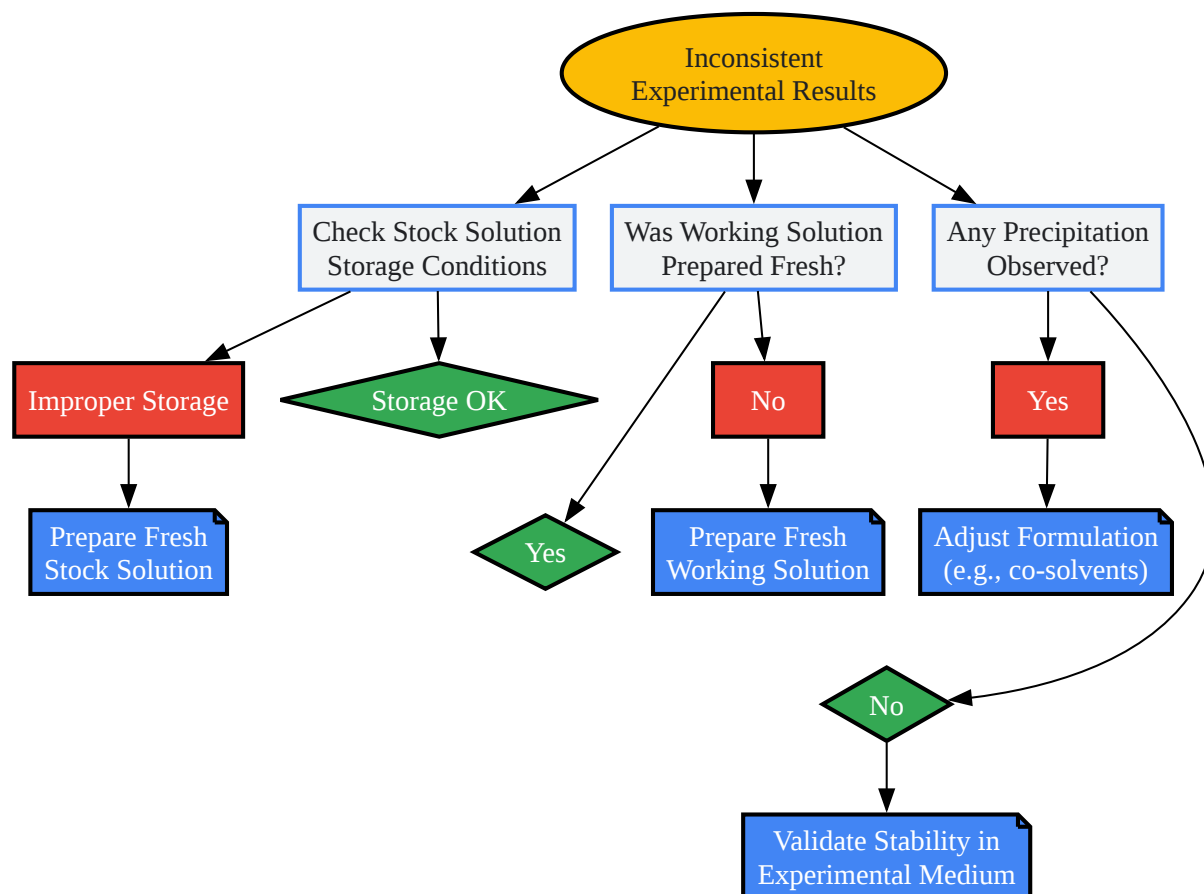 Inconsistent
Experimental Results
Check Stock Solution
Storage Conditions
Was Working Solution
Prepared Fresh?
Any Precipitation
Observed?
Improper Storage
Storage OK
No
Yes
Prepare Fresh
Stock Solution
Yes
Prepare Fresh
Working Solution
Adjust Formulation
(e.g., co-solvents)
No
Validate Stability in
Experimental Medium